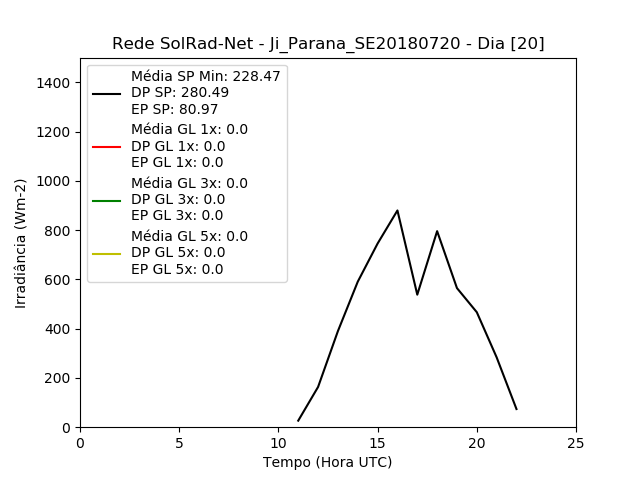 Rede SolRad-Net - Ji_Parana_SE20180720 - Dia [20]
Média SP Min: 228.47
DP SP: 280.49
EP SP: 80.97
Média GL 1x: 0.0
DP GL 1x: 0.0
EP GL 1x: 0.0
Média GL 3x: 0.0
DP GL 3x: 0.0
EP GL 3x: 0.0
Média GL 5x: 0.0
DP GL 5x: 0.0
EP GL 5x: 0.0
Irradiância (Wm-2)
1400
1200
1000
800
600
400
200
0
0 5 10 15 20 25
Tempo (Hora UTC)